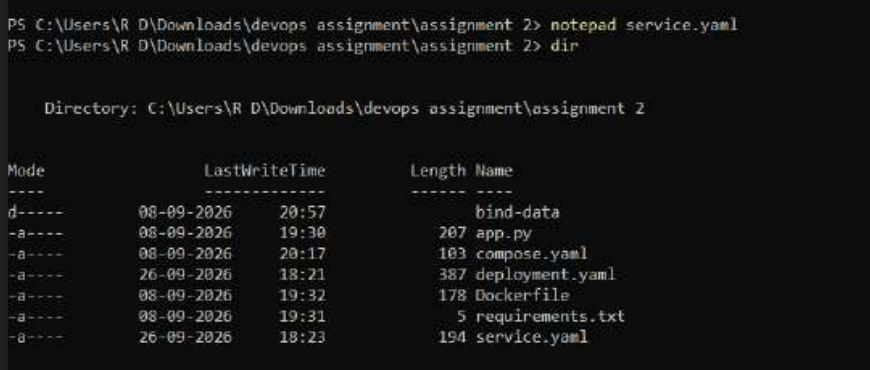 PS C:\Users\R D\Downloads\devops assignment\assignment 2> notepad service.yaml
PS C:\Users\R D\Downloads\devops assignment\assignment 2> dir
Directory: C:\Users\R D\Downloads\devops assignment\assignment 2
Mode LastWriteTime Length Name
---- ------------- ------ ----
d----- 08-09-2026 20:57 bind-data
-a---- 08-09-2026 19:30 207 app.py
-a---- 08-09-2026 20:17 103 compose.yaml
-a---- 26-09-2026 18:21 387 deployment.yaml
-a---- 08-09-2026 19:32 178 Dockerfile
-a---- 08-09-2026 19:31 5 requirements.txt
-a---- 26-09-2026 18:23 194 service.yaml